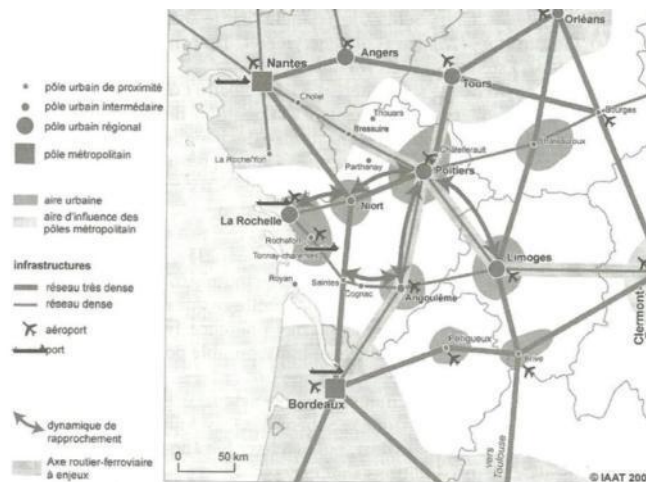 pôle urbain de proximité
pôle urbain intermédaire
pôle urbain régional
pôle métropolitain
aire urbaine
aire d'influence des
pôles métropolitain
infrastructures
réseau très dense
réseau dense
aéroport
port
dynamique de
rapprochement
Axe routier-ferroviaire
à enjeux
Orléans
Angers
Nantes
Tours
Cholet
Thouars
Bourges
Bressuire
Châtellerault
Châteauroux
La Roche/Yon
Parthenay
Poitiers
La Rochelle
Niort
Rochefort
Limoges
Tonnay-charentes
Royan
Saintes
Cognac
Angoulême
Clermont-
Périgueux
Brive
Bordeaux
vers
Toulouse
0 50 km
© IAAT 200